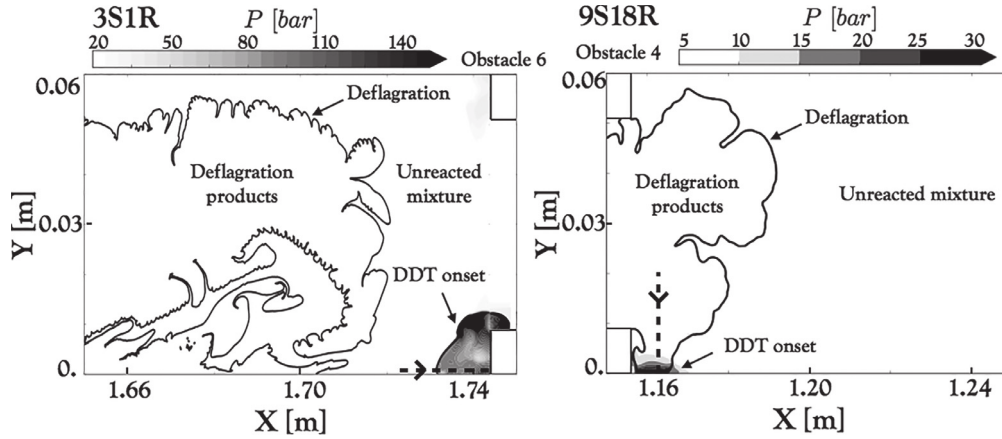 3S1R
P [bar]
20 50 80 110 140
Obstacle 6
0.06
Deflagration
Deflagration
products
Unreacted
mixture
Y [m]
0.03
DDT onset
0.
1.66 1.70 1.74
X [m]
9S18R
P [bar]
Obstacle 4
5 10 15 20 25 30
0.06
Deflagration
Deflagration
products
Unreacted mixture
Y [m]
0.03
DDT onset
0.
1.16 1.20 1.24
X [m]